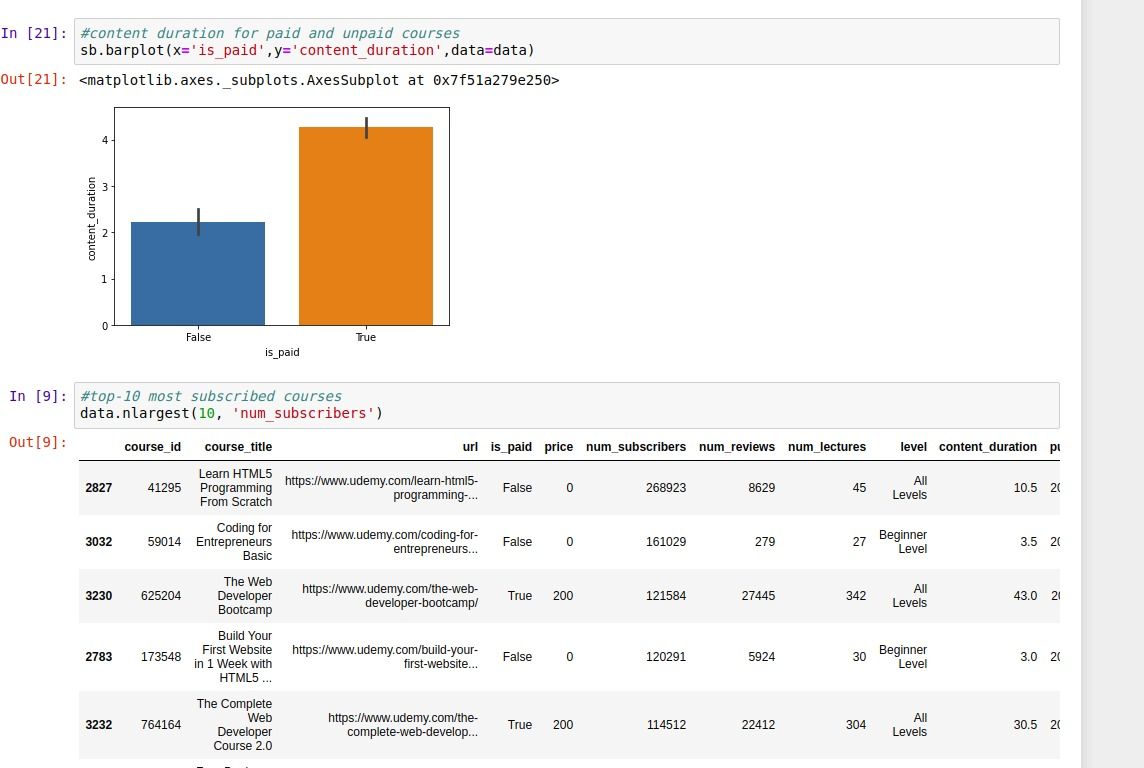 In [21]: #content duration for paid and unpaid courses
sb.barplot(x='is_paid',y='content_duration',data=data)
Out[21]: <matplotlib.axes._subplots.AxesSubplot at 0x7f51a279e250>
4
3
2
1
0
content_duration
False True
is_paid
In [9]: #top-10 most subscribed courses
data.nlargest(10, 'num_subscribers')
Out[9]:
course_id course_title url is_paid price num_subscribers num_reviews num_lectures level content_duration
Learn HTML5
2827 41295 Programming https://www.udemy.com/learn-html5-programming-... False 0 268923 8629 45 All Levels 10.5
From Scratch
Coding for
3032 59014 Entrepreneurs https://www.udemy.com/coding-for-entrepreneurs... False 0 161029 279 27 Beginner Level 3.5
Basic
The Web
3230 625204 Developer https://www.udemy.com/the-web-developer-bootcamp/ True 200 121584 27445 342 All Levels 43.0
Bootcamp
Build Your
First Website
2783 173548 in 1 Week with https://www.udemy.com/build-your-first-website... False 0 120291 5924 30 Beginner Level 3.0
HTML5 ...
The Complete
Web
3232 764164 Developer https://www.udemy.com/the-complete-web-develop... True 200 114512 22412 304 All Levels 30.5
Course 2.0